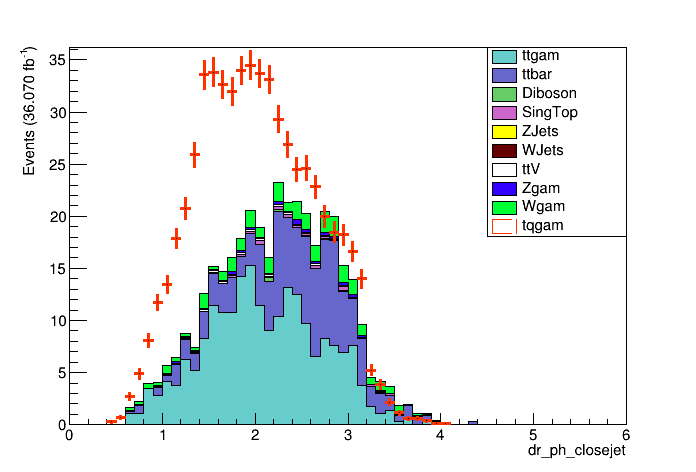 Events (36.070 fb-1)
35
30
25
20
15
10
5
0
0 1 2 3 4 5 6
dr_ph_closejet
ttgam
ttbar
Diboson
SingTop
ZJets
WJets
ttV
Zgam
Wgam
tqgam